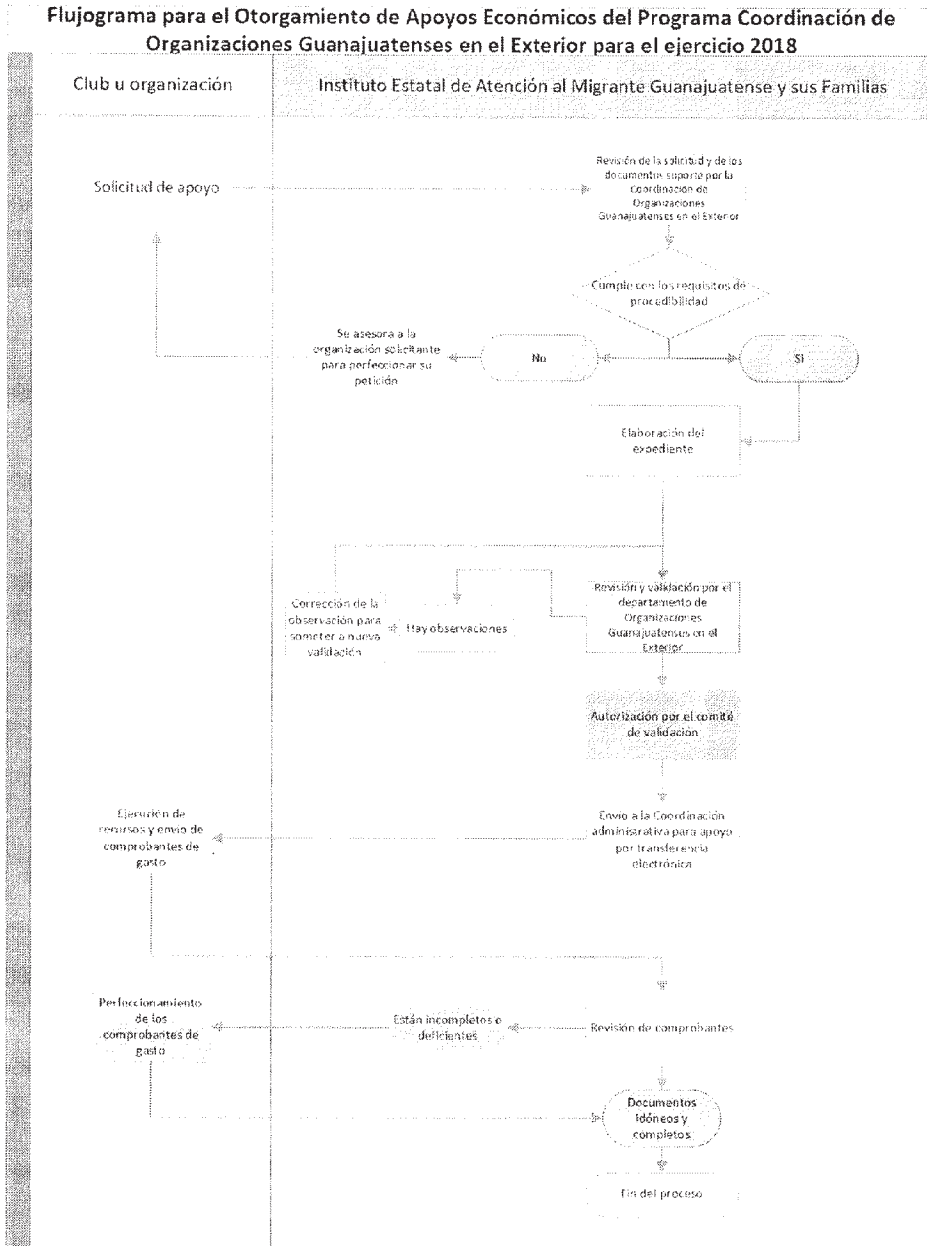 Flujograma para el Otorgamiento de Apoyos Económicos del Programa Coordinación de
Organizaciones Guanajuatenses en el Exterior para el ejercicio 2018
Club u organización
Instituto Estatal de Atención al Migrante Guanajuatense y sus Familias
Solicitud de apoyo
Revisión de la solicitud y de los
documentos suporte por la
Coordinación de
Organizaciones
Guanajuatenses en el Exterior
Cumple con los requisitos de
procedibilidad
Se asesora a la
organización solicitante
para perfeccionar su
petición
No
Si
Elaboración del
expediente
Corrección de la
observación para
someter a nueva
validación
Hay observaciones
Revisión y validación por el
departamento de
Organizaciones
Guanajuatenses en el
Exterior
Autorización por el comité
de validación
Ejecución de
recursos y envío de
comprobantes de
gasto
Envío a la Coordinación
administrativa para apoyo
por transferencia
electrónica
Perfeccionamiento
de los
comprobantes de
gasto
Están incompletos o
deficientes
Revisión de comprobantes
Documentos
idóneos y
completos
Fin del proceso